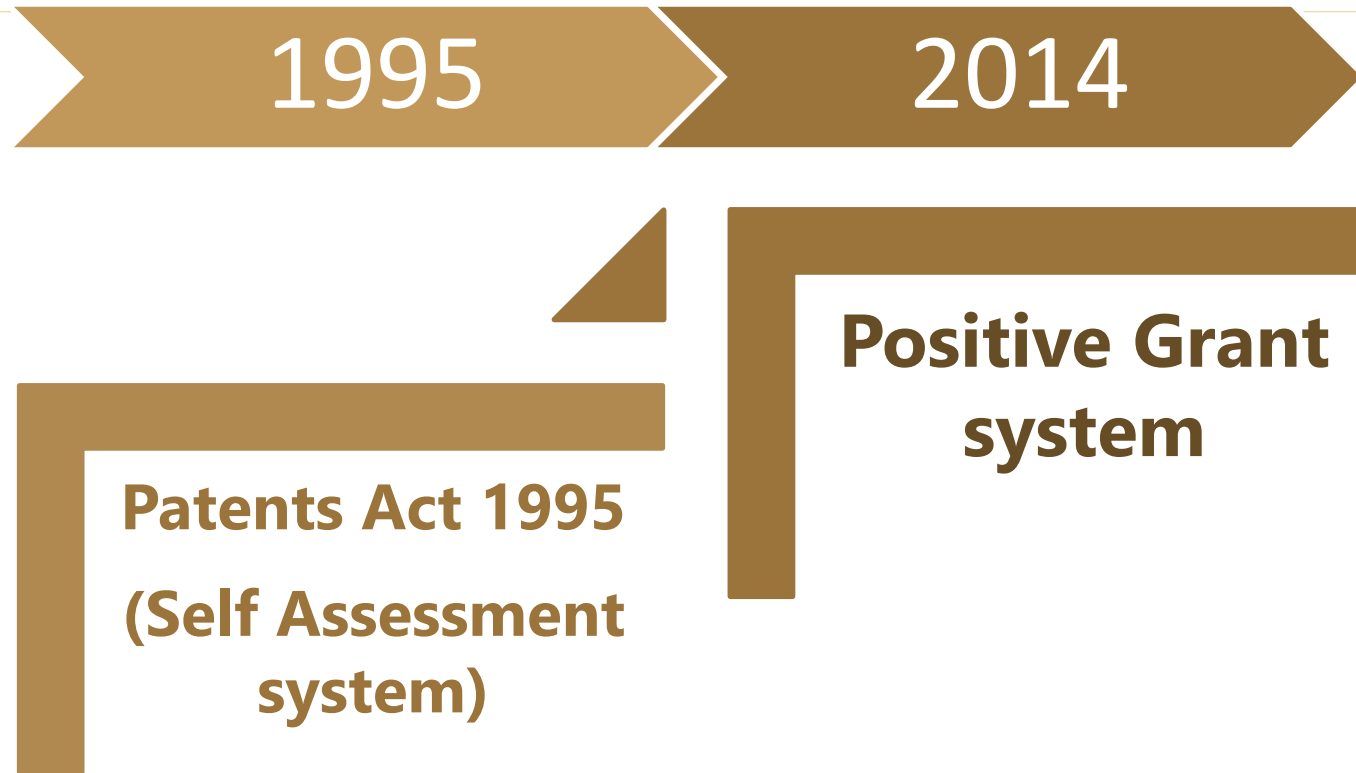 1995
2014
Patents Act 1995
(Self Assessment
system)
Positive Grant
system